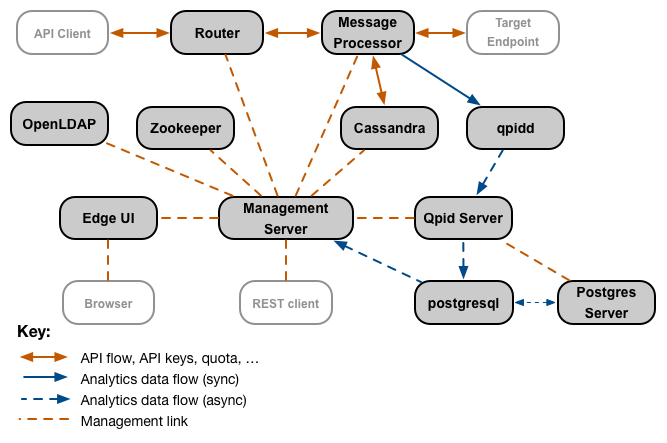 API Client
Router
Message
Processor
Target
Endpoint
OpenLDAP
Zookeeper
Cassandra
qpidd
Edge UI
Management
Server
Qpid Server
Browser
REST client
postgresql
Postgres
Server
Key:
API flow, API keys, quota, …
Analytics data flow (sync)
Analytics data flow (async)
Management link